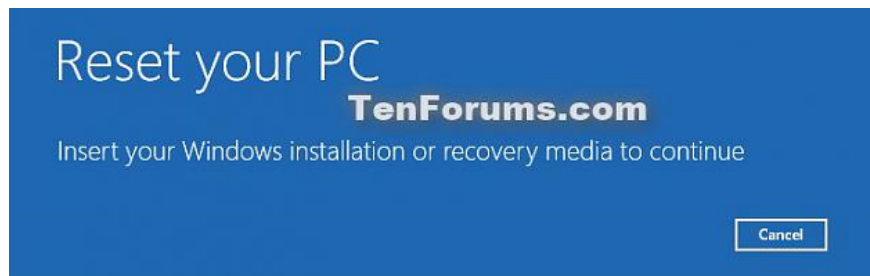 Reset your PC
TenForums.com
Insert your Windows installation or recovery media to continue
Cancel